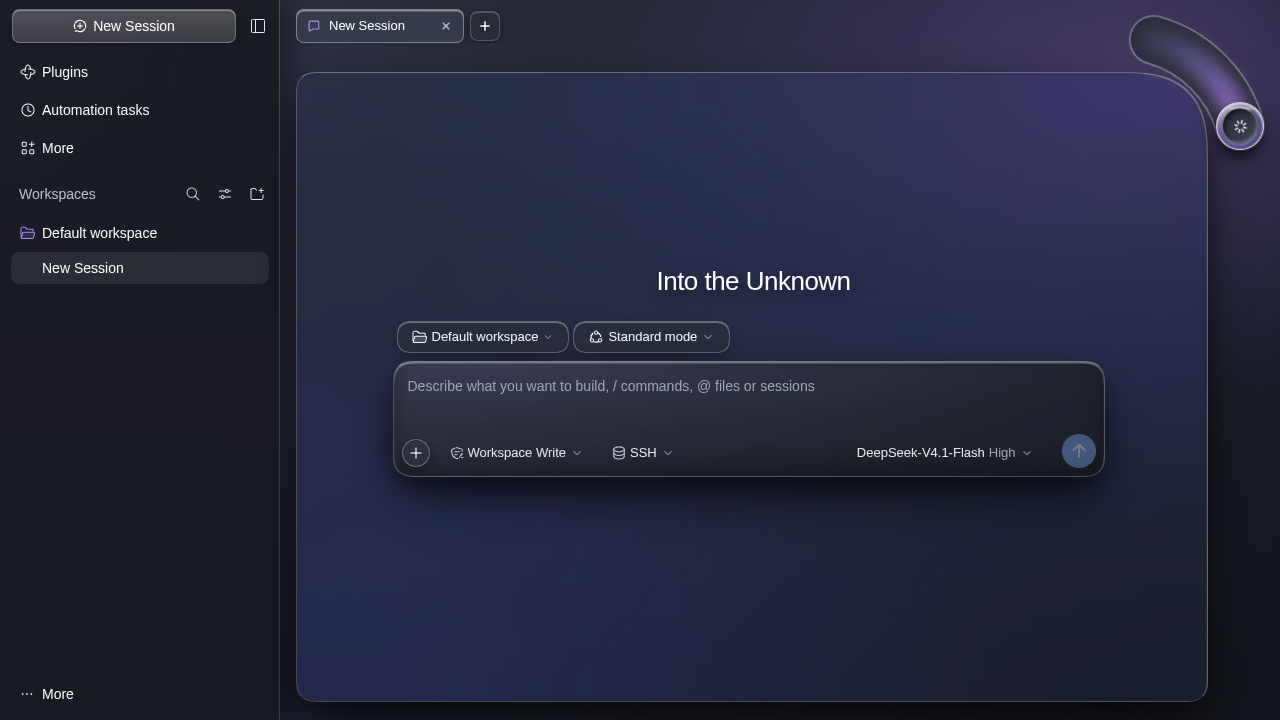 New Session
Plugins
Automation tasks
More
Workspaces
Default workspace
New Session
More
New Session
Into the Unknown
Default workspace
Standard mode
Describe what you want to build, / commands, @ files or sessions
Workspace Write
SSH
DeepSeek-V4.1-Flash High